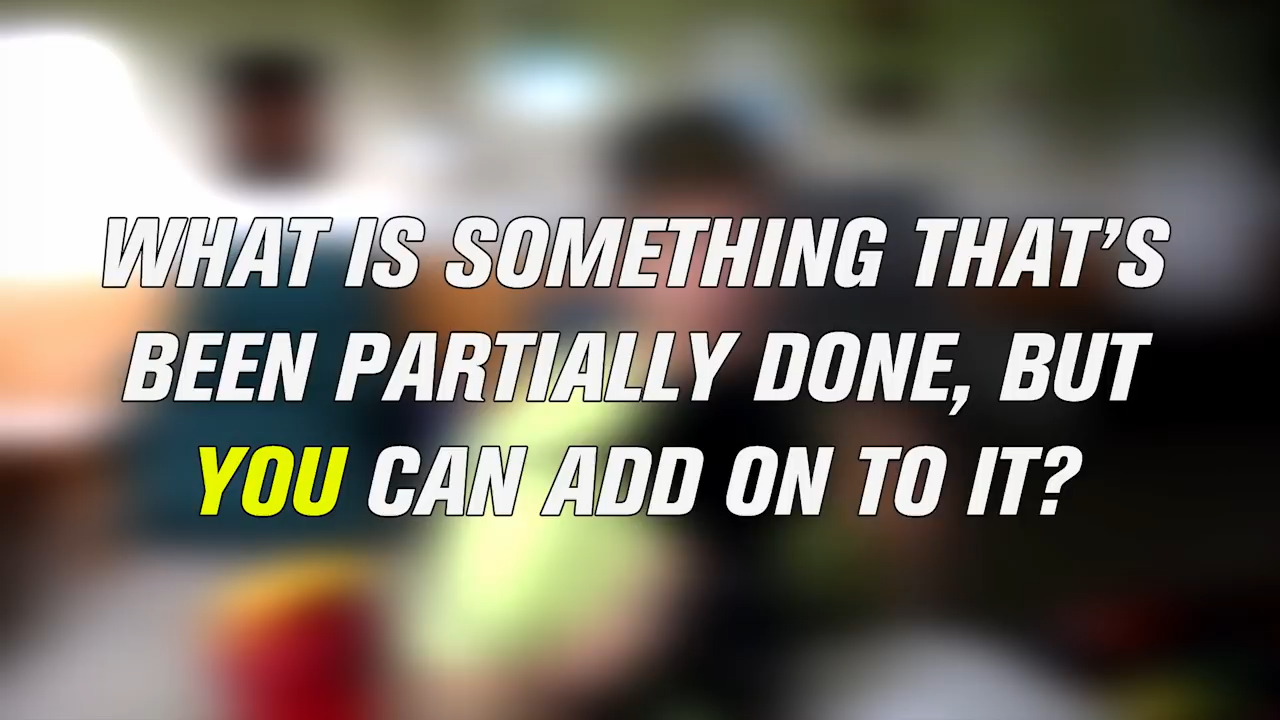 WHAT IS SOMETHING THAT’S
BEEN PARTIALLY DONE, BUT
YOU CAN ADD ON TO IT?